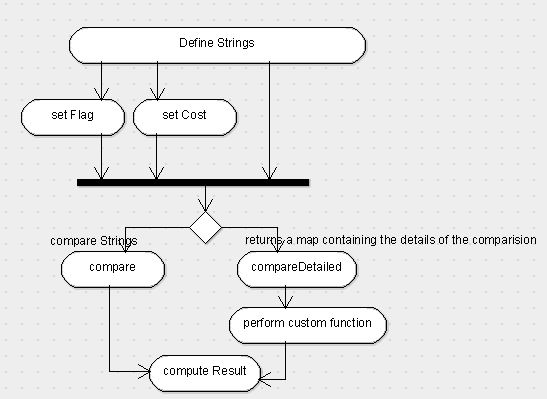 Define Strings
set Flag
set Cost
compare Strings
returns a map containing the details of the comparision
compare
compareDetailed
perform custom function
compute Result